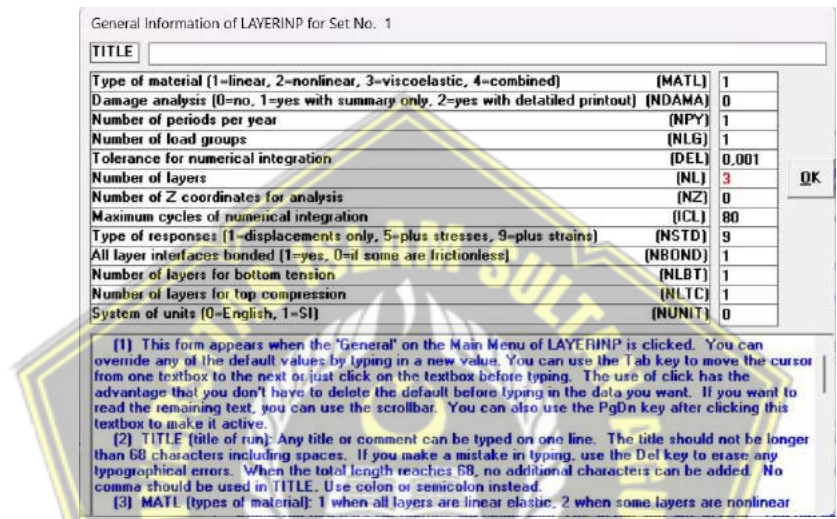 General Information of LAYERINP for Set No. 1
TITLE
Type of material (1=linear, 2=nonlinear, 3=viscoelastic, 4=combined) (MATL) 1
Damage analysis (0=no, 1=yes with summary only, 2=yes with detatiled printout) (NDAMA) 0
Number of periods per year (NPY) 1
Number of load groups (NLG) 1
Tolerance for numerical integration (DEL) 0,001
Number of layers (NL) 3
OK
Number of Z coordinates for analysis (NZ) 0
Maximum cycles of numerical integration (ICL) 80
Type of responses (1=displacements only, 5=plus stresses, 9=plus strains) (NSTD) 9
All layer interfaces bonded (1=yes, 0=if some are frictionless) (NBOND) 1
Number of layers for bottom tension (NLBT) 1
Number of layers for top compression (NLTC) 1
System of units (0=English, 1=SI) (NUNIT) 0
(1) This form appears when the 'General' on the Main Menu of LAYERINP is clicked. You can
override any of the default values by typing in a new value. You can use the Tab key to move the cursor
from one textbox to the next or just click on the textbox before typing. The use of click has the
advantage that you don't have to delete the default before typing in the data you want. If you want to
read the remaining text, you can use the scrollbar. You can also use the PgDn key after clicking this
textbox to make it active.
(2) TITLE (title of run): Any title or comment can be typed on one line. The title should not be longer
than 68 characters including spaces. If you make a mistake in typing, use the Del key to erase any
typographical errors. When the total length reaches 68, no additional characters can be added. No
comma should be used in TITLE. Use colon or semicolon instead.
(3) MATL (types of material): 1 when all layers are linear elastic, 2 when some layers are nonlinear
ISLAM SULTAN